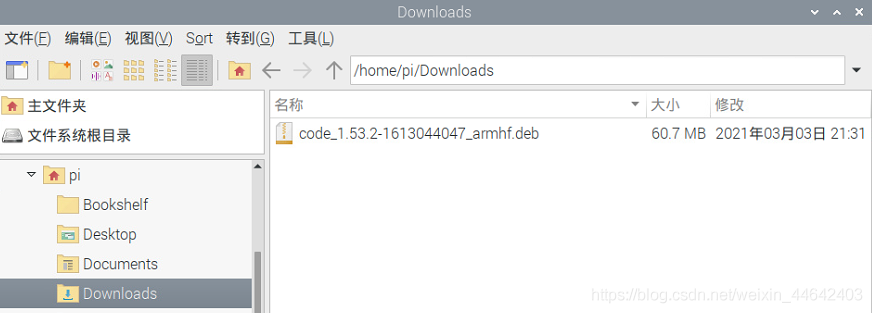 Downloads
文件(F) 编辑(E) 视图(V) Sort 转到(G) 工具(L)
/home/pi/Downloads
主文件夹
文件系统根目录
pi
Bookshelf
Desktop
Documents
Downloads
名称 大小 修改
code_1.53.2-1613044047_armhf.deb 60.7 MB 2021年03月03日 21:31
https://blog.csdn.net/weixin_44642403